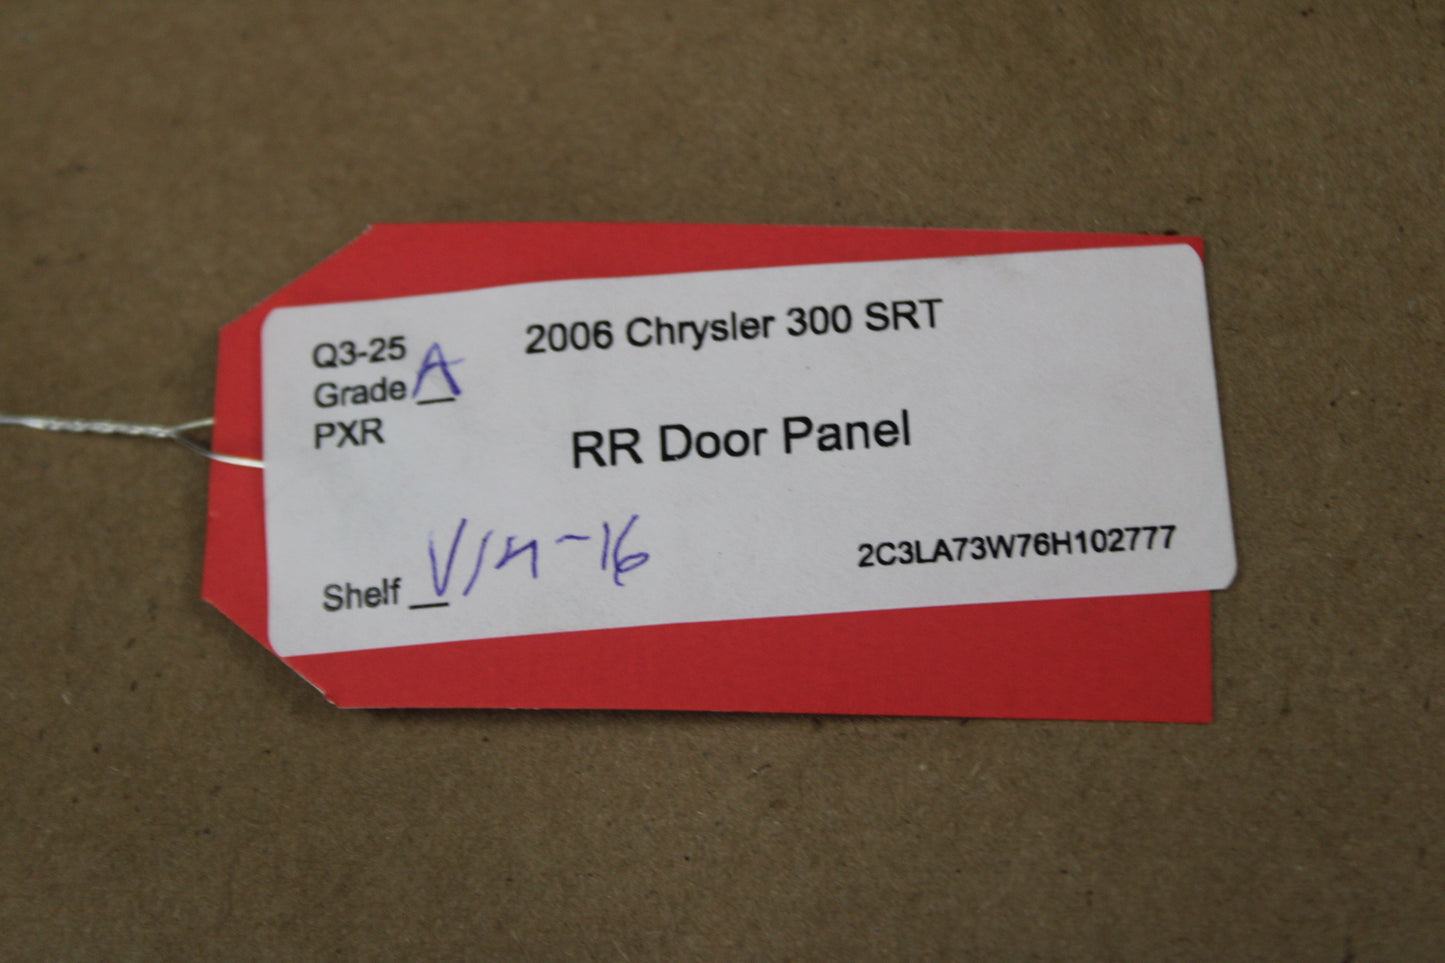 Q3-25
2006 Chrysler 300 SRT
Grade A
PXR
RR Door Panel
Shelf V14-16
2C3LA73W76H102777